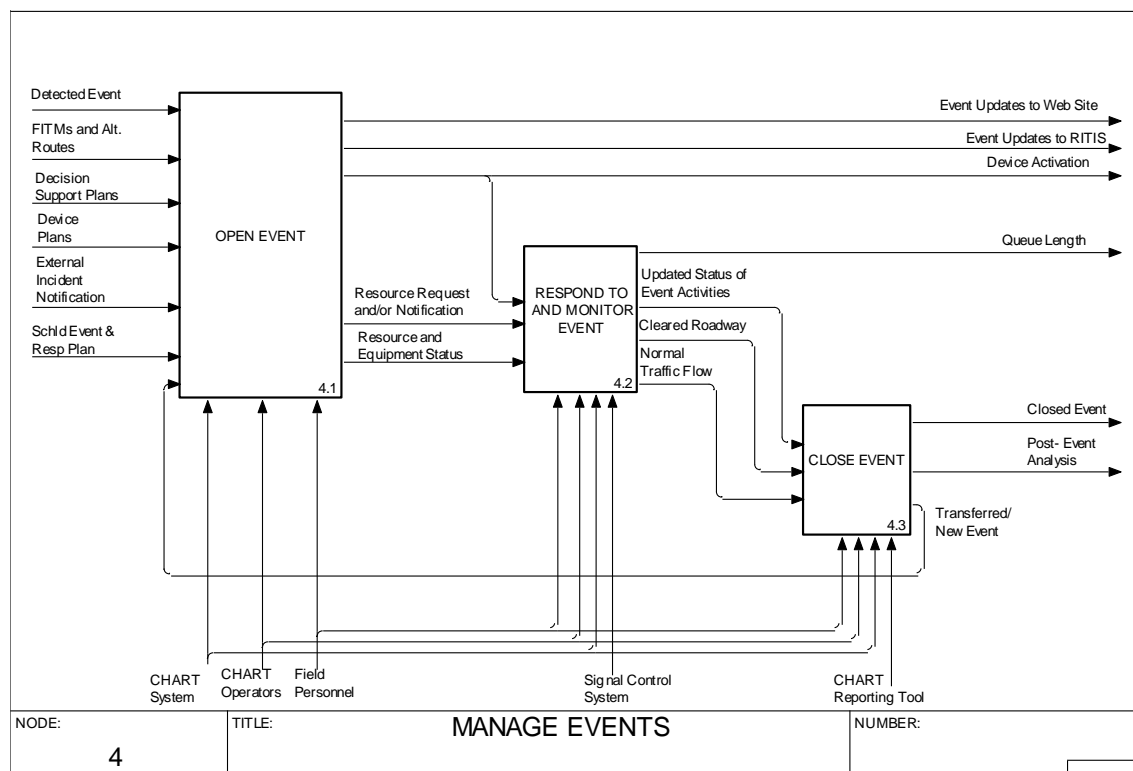 Detected Event
FITMs and Alt.
Routes
Decision
Support Plans
Device
Plans
External
Incident
Notification
Schld Event &
Resp Plan
OPEN EVENT
4.1
Event Updates to Web Site
Event Updates to RITIS
Device Activation
Resource Request
and/or Notification
Resource and
Equipment Status
RESPOND TO
AND MONITOR
EVENT
4.2
Queue Length
Updated Status of
Event Activities
Cleared Roadway
Normal
Traffic Flow
CLOSE EVENT
4.3
Closed Event
Post- Event
Analysis
Transferred/
New Event
CHART
System
CHART
Operators
Field
Personnel
Signal Control
System
CHART
Reporting Tool
NODE:
4
TITLE:
MANAGE EVENTS
NUMBER: